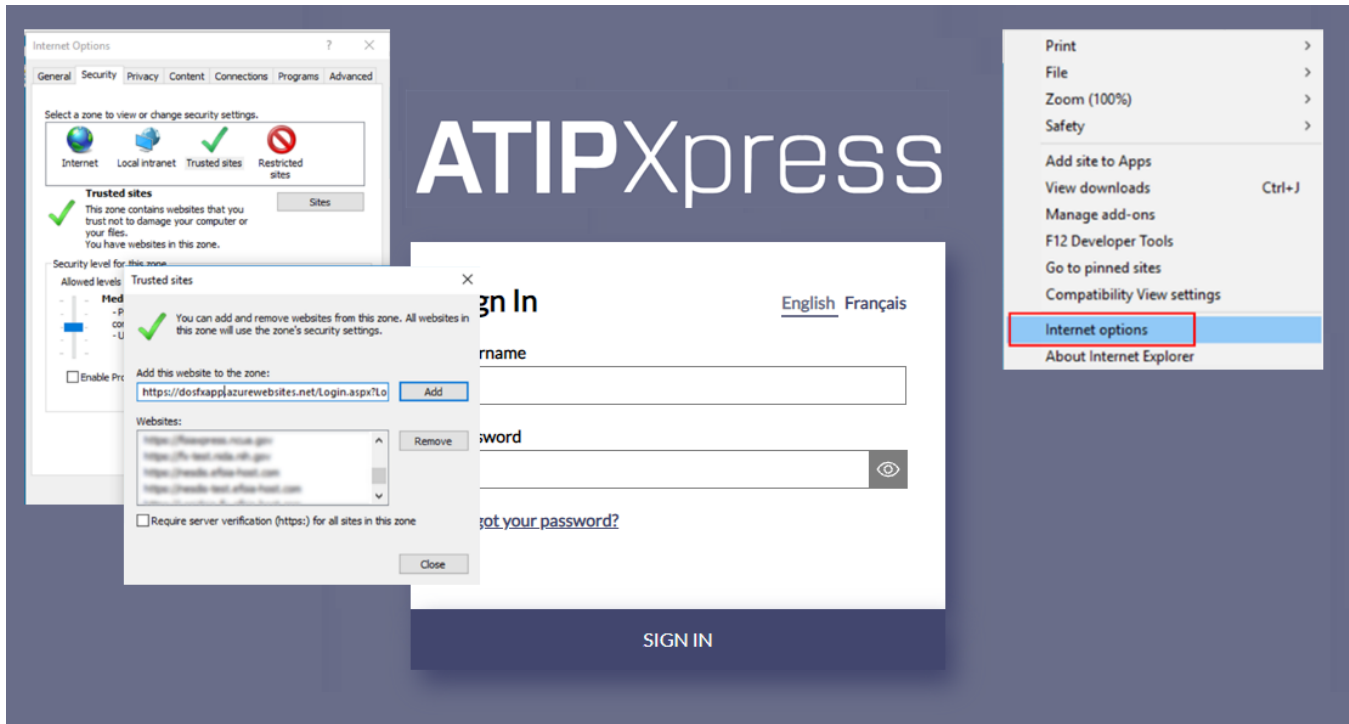 Internet Options
General Security Privacy Content Connections Programs Advanced
Select a zone to view or change security settings.
Internet
Local intranet
Trusted sites
Restricted
sites
Trusted sites
This zone contains websites that you
trust not to damage your computer or
your files.
You have websites in this zone.
Sites
Security level for this zone
Allowed levels
Med
- P
con
- U
Enable Pro
Trusted sites
You can add and remove websites from this zone. All websites in
this zone will use the zone's security settings.
Add this website to the zone:
https://dosfxapp.azurewebsites.net/Login.aspx?Lo
Add
Websites:
Remove
Require server verification (https:) for all sites in this zone
Close
ATIPXpress
gn In
English Français
rname
sword
got your password?
SIGN IN
Print
File
Zoom (100%)
Safety
Add site to Apps
View downloads Ctrl+J
Manage add-ons
F12 Developer Tools
Go to pinned sites
Compatibility View settings
Internet options
About Internet Explorer